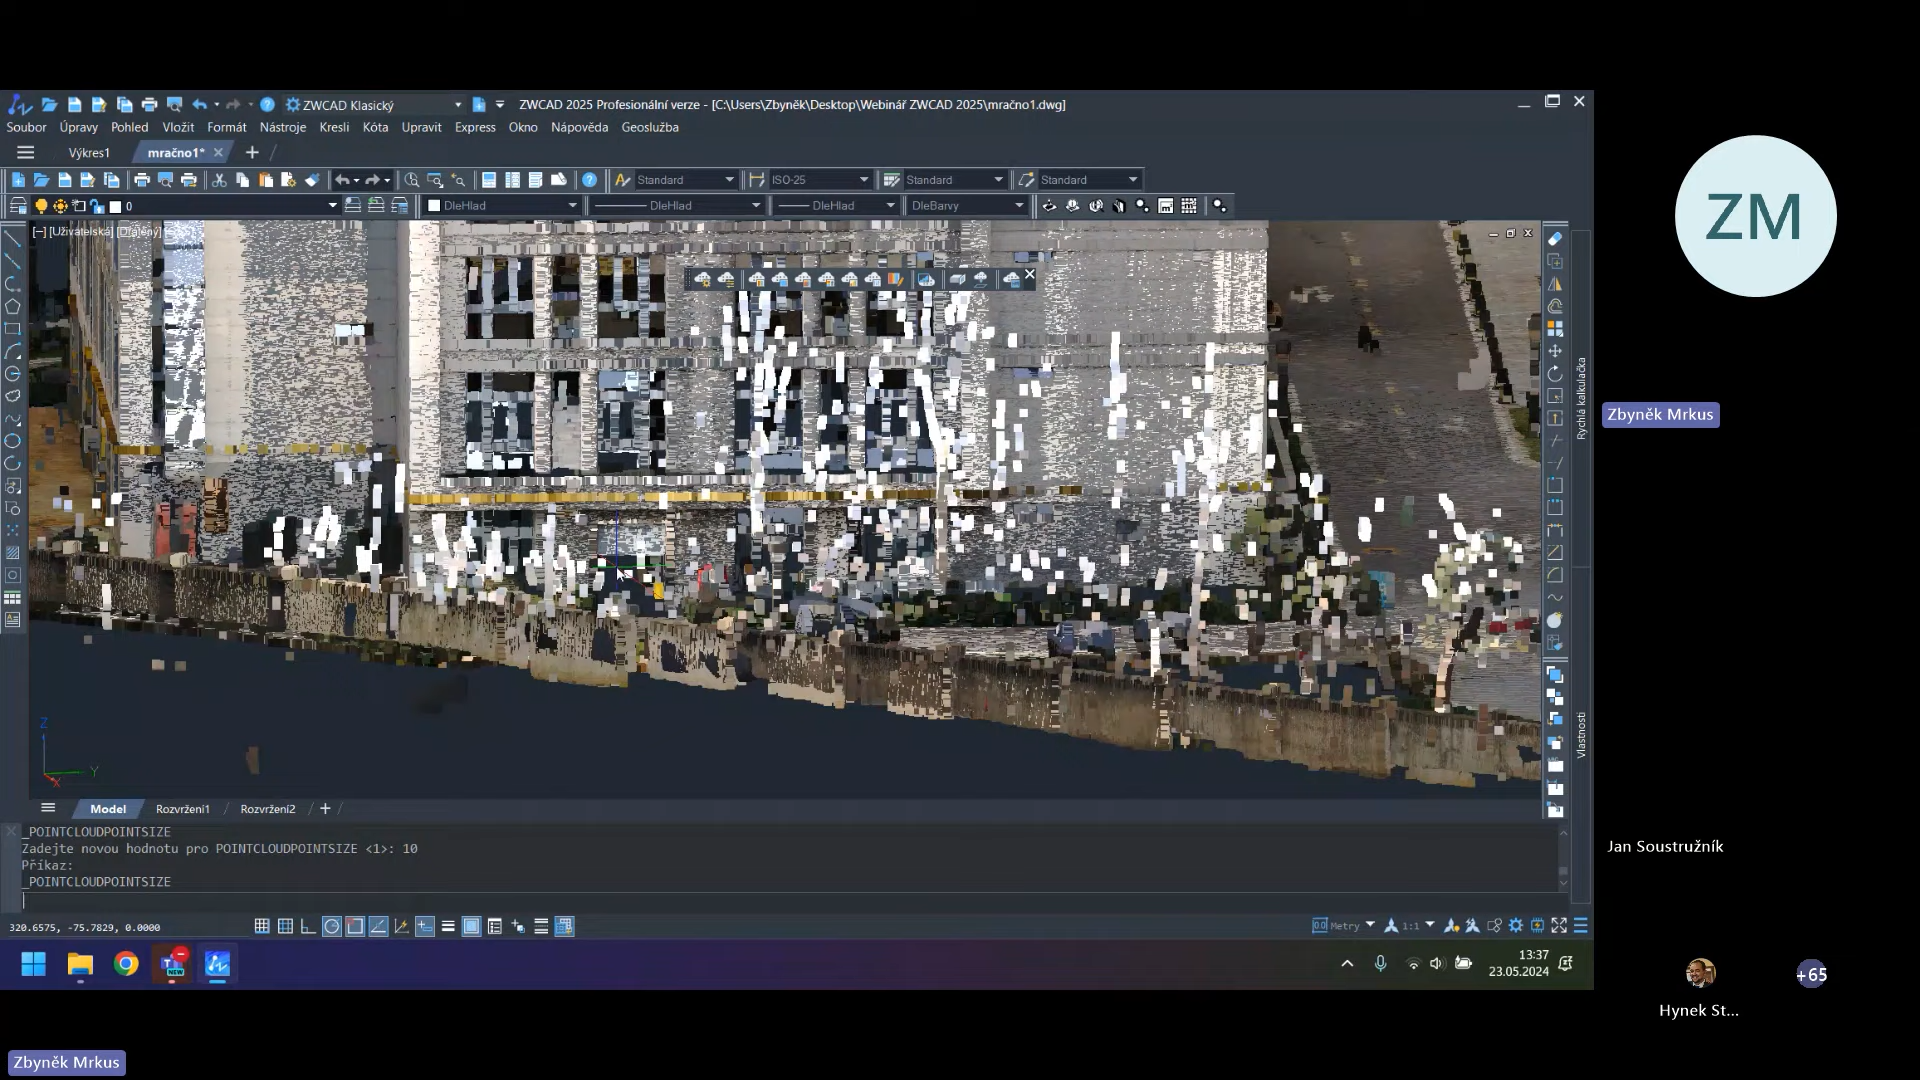 ZWCAD Klasický
ZWCAD 2025 Profesionální verze - [C:\Users\Zbyněk\Desktop\Webinář ZWCAD 2025\mračno1.dwg]
Soubor Úpravy Pohled Vložit Formát Nástroje Kresli Kóta Upravit Express Okno Nápověda Geoslužba
Výkres1 mračno1*
Standard ISO-25 Standard Standard
0 DleHlad DleHlad DleHlad DleBarvy
[−] [Uživatelská]
Rychlá kalkulačka
Vlastnosti
Z
Y
X
Model Rozvržení1 Rozvržení2
_POINTCLOUDPOINTSIZE
Zadejte novou hodnotu pro POINTCLOUDPOINTSIZE <1>: 10
Příkaz:
_POINTCLOUDPOINTSIZE
320.6575, -75.7829, 0.0000
Metry 1:1
NEW
13:37
23.05.2024
ZM
Zbyněk Mrkus
Jan Soustružník
+65
Hynek St...
Zbyněk Mrkus